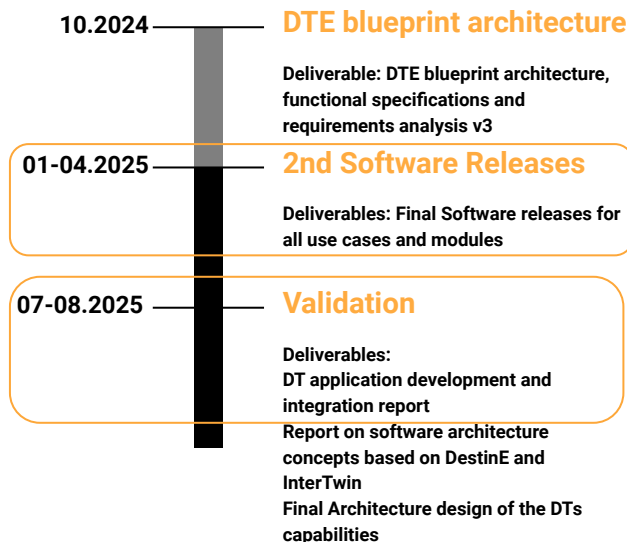 10.2024
DTE blueprint architecture
Deliverable: DTE blueprint architecture,
functional specifications and
requirements analysis v3
01-04.2025
2nd Software Releases
Deliverables: Final Software releases for
all use cases and modules
07-08.2025
Validation
Deliverables:
DT application development and
integration report
Report on software architecture
concepts based on DestinE and
InterTwin
Final Architecture design of the DTs
capabilities